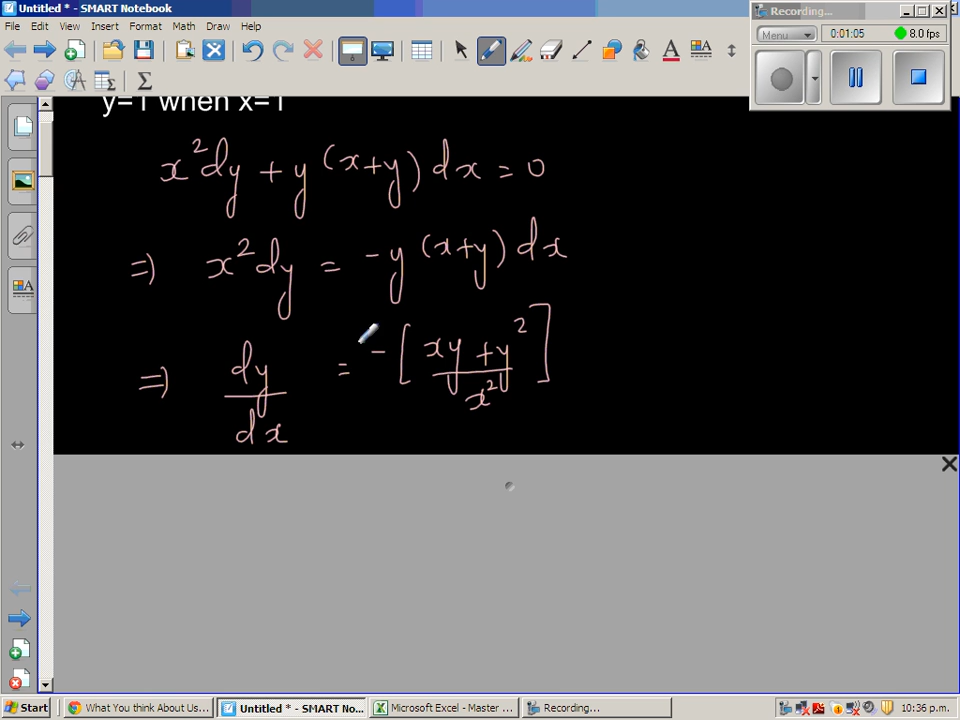 Untitled * - SMART Notebook
File Edit View Insert Format Math Draw Help
Recording...
Menu 0:01:05 8.0 fps
y=1 when x=1
x²dy + y (x+y) dx = 0
=) x²dy = -y (x+y) dx
=) dy/dx = -[ xy + y² / x² ]
Start What You think About Us... Untitled * - SMART No... Microsoft Excel - Master ... Recording... 10:36 p.m.